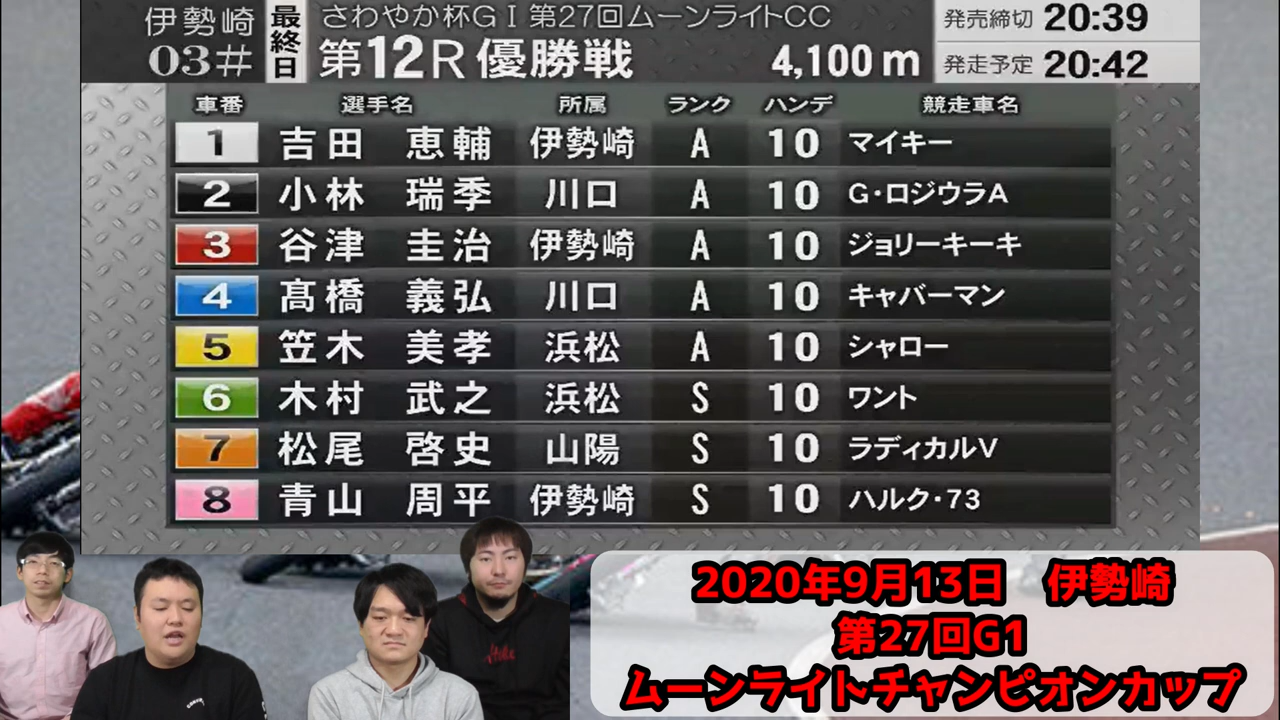 伊勢崎
03#
最終日
さわやか杯GⅠ第27回ムーンライトCC
第12R 優勝戦 4,100m
発売締切 20:39
発走予定 20:42
車番 選手名 所属 ランク ハンデ 競走車名
1 吉田 恵輔 伊勢崎 A 10 マイキー
2 小林 瑞季 川口 A 10 G・ロジウラA
3 谷津 圭治 伊勢崎 A 10 ジョリーキーキ
4 髙橋 義弘 川口 A 10 キャバーマン
5 笠木 美孝 浜松 A 10 シャロー
6 木村 武之 浜松 S 10 ワント
7 松尾 啓史 山陽 S 10 ラディカルV
8 青山 周平 伊勢崎 S 10 ハルク・73
2020年9月13日 伊勢崎
第27回G1
ムーンライトチャンピオンカップ